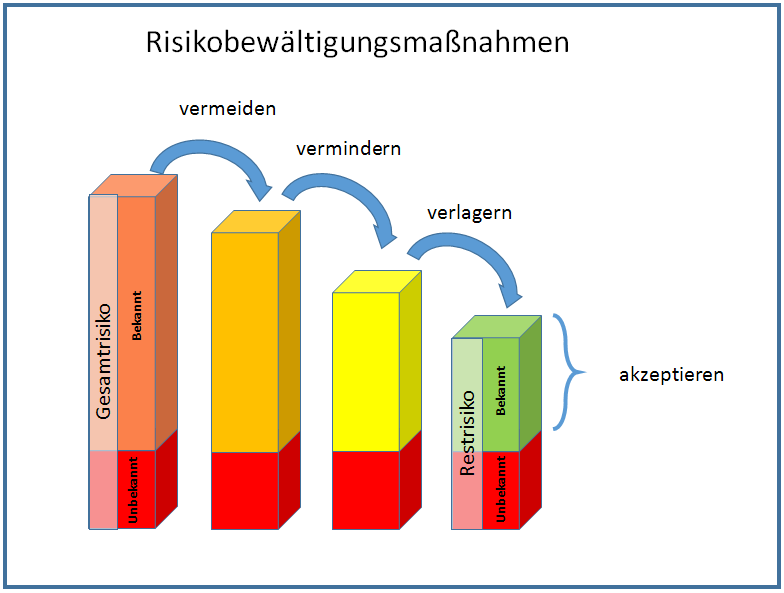 Risikobewältigungsmaßnahmen
vermeiden
vermindern
verlagern
akzeptieren
Gesamtrisiko
Bekannt
Unbekannt
Restrisiko
Bekannt
Unbekannt